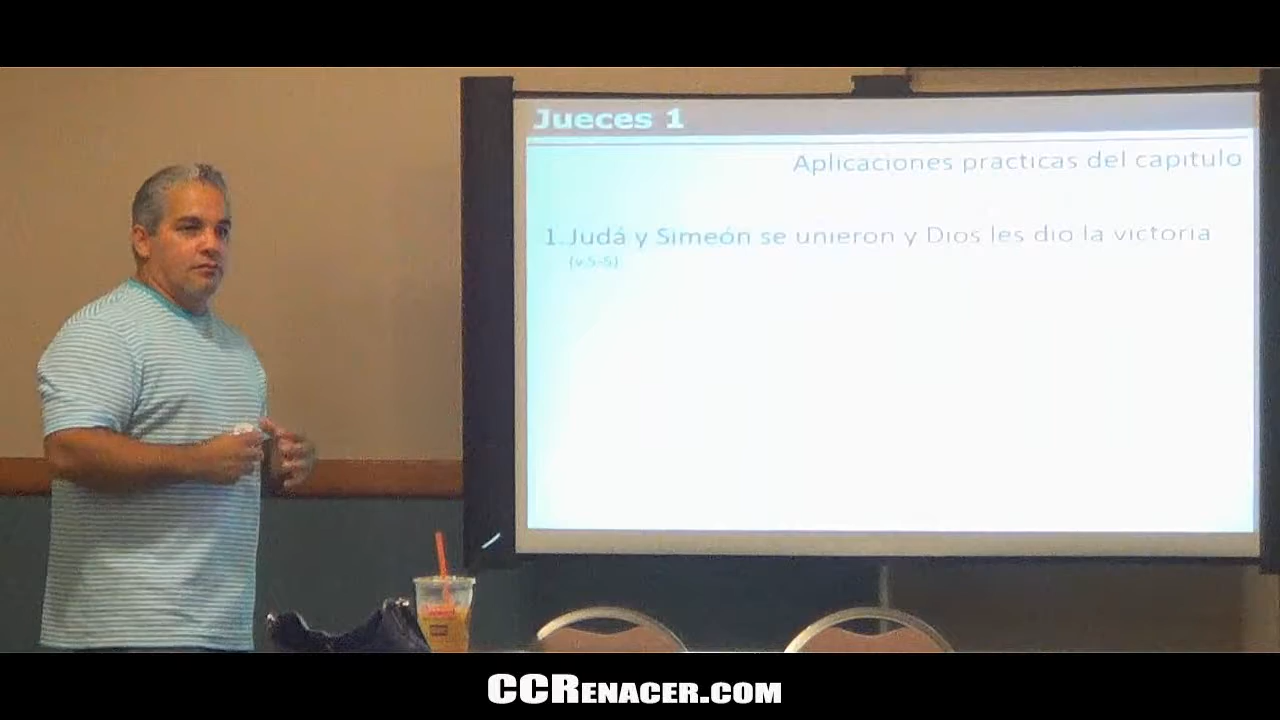 Jueces 1
Aplicaciones practicas del capitulo
1. Judá y Simeón se unieron y Dios les dio la victoria
CCRENACER.COM